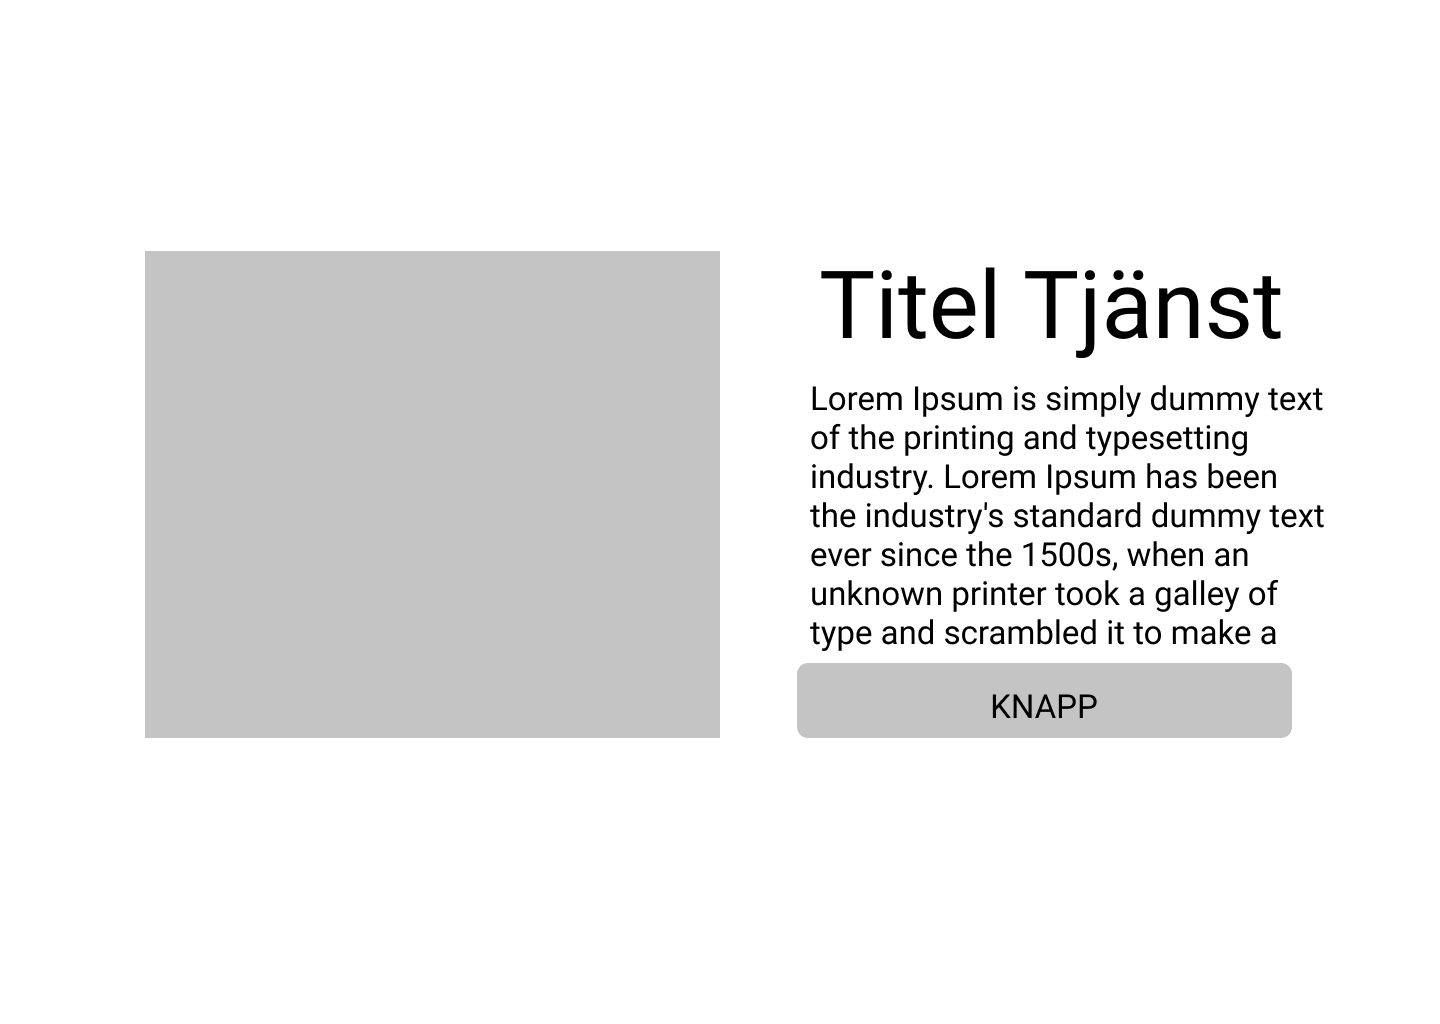 Titel Tjänst
Lorem Ipsum is simply dummy text
of the printing and typesetting
industry. Lorem Ipsum has been
the industry's standard dummy text
ever since the 1500s, when an
unknown printer took a galley of
type and scrambled it to make a
KNAPP